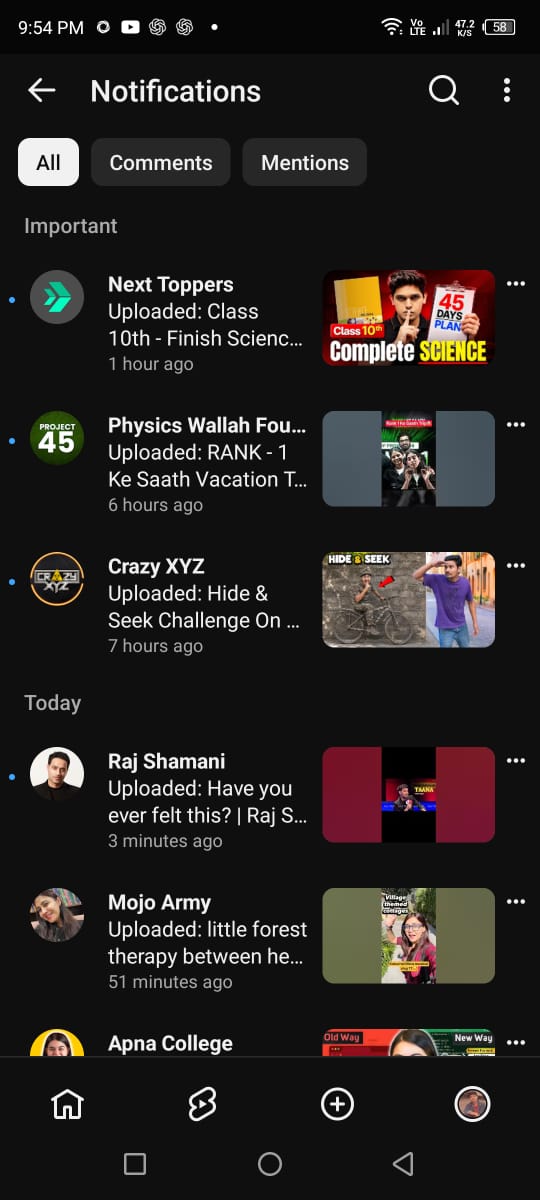 9:54 PM
Vo
LTE
47.2
K/S
58
Notifications
All
Comments
Mentions
Important
Next Toppers
Uploaded: Class
10th - Finish Scienc...
1 hour ago
45
DAYS
PLAN
Class 10th
Complete SCIENCE
PROJECT
45
Physics Wallah Fou...
Uploaded: RANK - 1
Ke Saath Vacation T...
6 hours ago
CRAZY
XYZ
Crazy XYZ
Uploaded: Hide &
Seek Challenge On ...
7 hours ago
HIDE & SEEK
Today
Raj Shamani
Uploaded: Have you
ever felt this? | Raj S...
3 minutes ago
TAANA
Mojo Army
Uploaded: little forest
therapy between he...
51 minutes ago
Village
themed
cottages
Apna College
Old Way
New Way